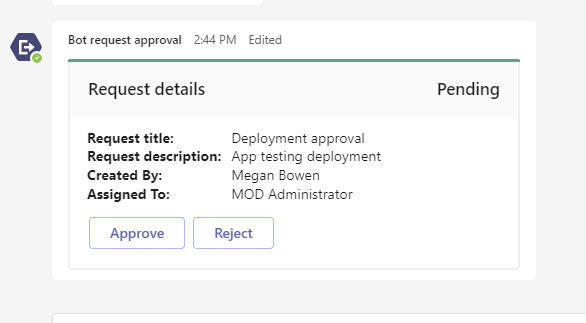 Bot request approval 2:44 PM Edited
Request details Pending
Request title: Deployment approval
Request description: App testing deployment
Created By: Megan Bowen
Assigned To: MOD Administrator
Approve Reject